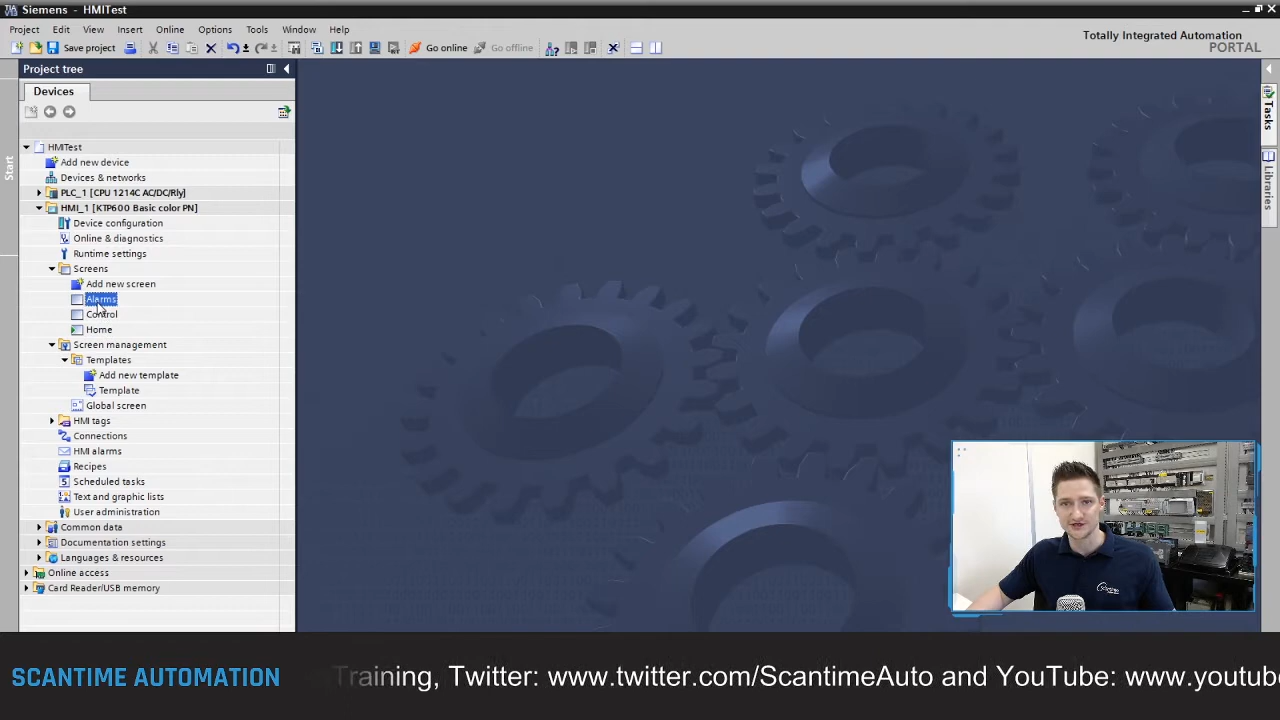 Siemens - HMITest
Project Edit View Insert Online Options Tools Window Help
Totally Integrated Automation
PORTAL
Save project
Go online
Go offline
Project tree
Devices
Start
HMITest
Add new device
Devices & networks
PLC_1 [CPU 1214C AC/DC/Rly]
HMI_1 [KTP600 Basic color PN]
Device configuration
Online & diagnostics
Runtime settings
Screens
Add new screen
Alarms
Control
Home
Screen management
Templates
Add new template
Template
Global screen
HMI tags
Connections
HMI alarms
Recipes
Scheduled tasks
Text and graphic lists
User administration
Common data
Documentation settings
Languages & resources
Online access
Card Reader/USB memory
Tasks
Libraries
SCANTIME AUTOMATION
Training, Twitter: www.twitter.com/ScantimeAuto and YouTube: www.youtube